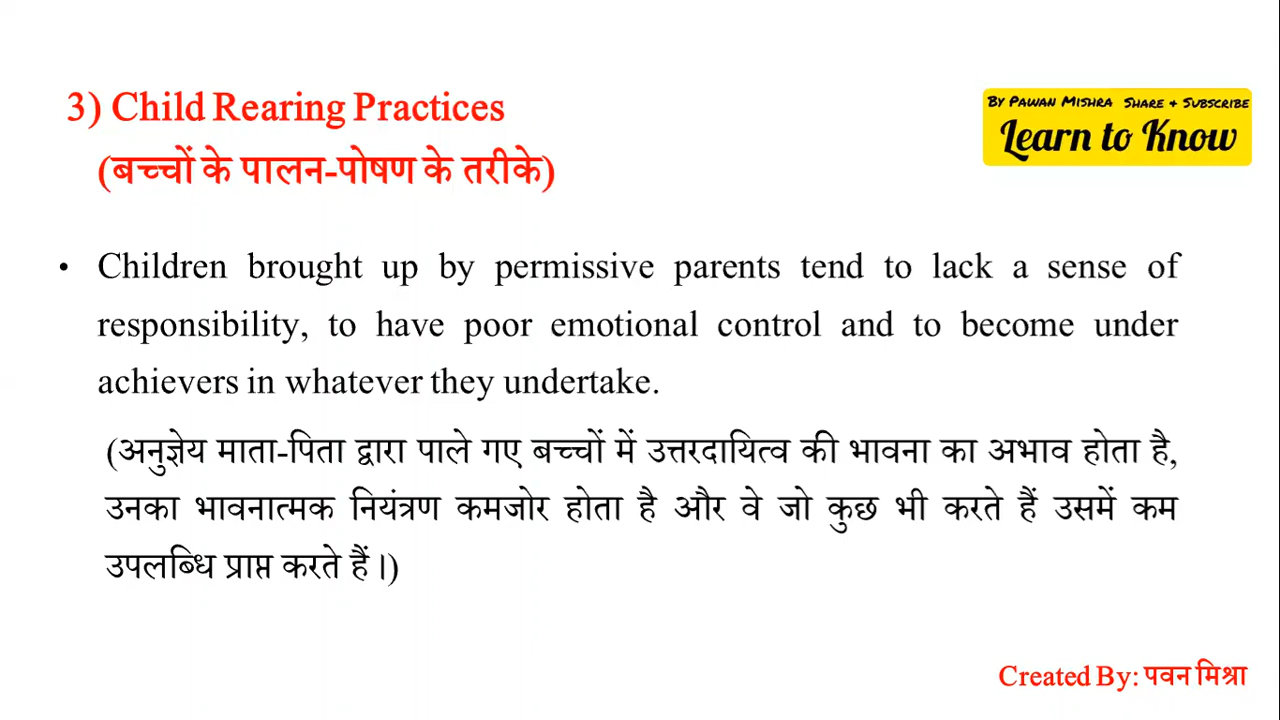 3) Child Rearing Practices
(बच्चों के पालन-पोषण के तरीके)
By Pawan Mishra Share + Subscribe
Learn to Know
• Children brought up by permissive parents tend to lack a sense of
responsibility, to have poor emotional control and to become under
achievers in whatever they undertake.
(अनुज्ञेय माता-पिता द्वारा पाले गए बच्चों में उत्तरदायित्व की भावना का अभाव होता है,
उनका भावनात्मक नियंत्रण कमजोर होता है और वे जो कुछ भी करते हैं उसमें कम
उपलब्धि प्राप्त करते हैं।)
Created By: पवन मिश्रा